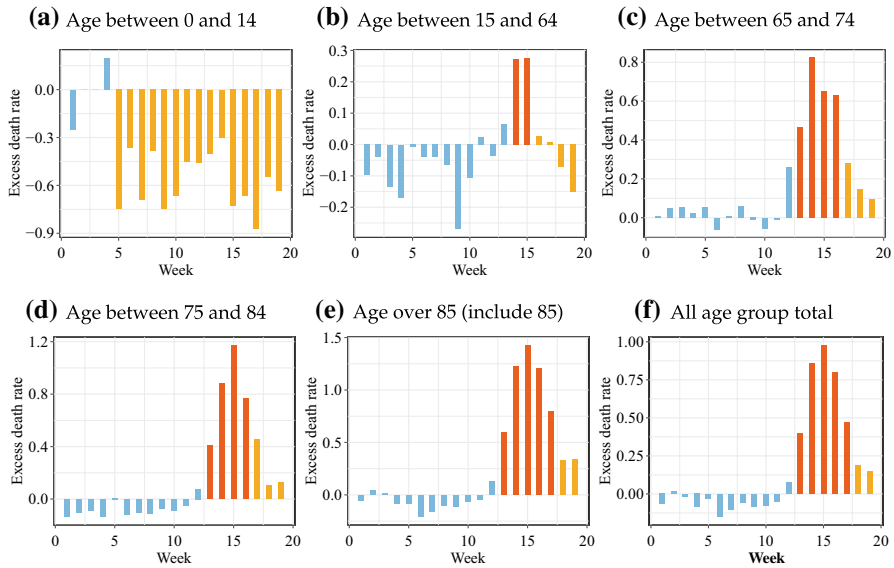 (a) Age between 0 and 14
Excess death rate
0.0
−0.3
−0.6
−0.9
0 5 10 15 20
Week
(b) Age between 15 and 64
Excess death rate
0.3
0.2
0.1
0.0
−0.1
−0.2
0 5 10 15 20
Week
(c) Age between 65 and 74
Excess death rate
0.8
0.6
0.4
0.2
0.0
0 5 10 15 20
Week
(d) Age between 75 and 84
Excess death rate
1.2
0.8
0.4
0.0
0 5 10 15 20
Week
(e) Age over 85 (include 85)
Excess death rate
1.5
1.0
0.5
0.0
0 5 10 15 20
Week
(f) All age group total
Excess death rate
1.00
0.75
0.50
0.25
0.00
0 5 10 15 20
Week